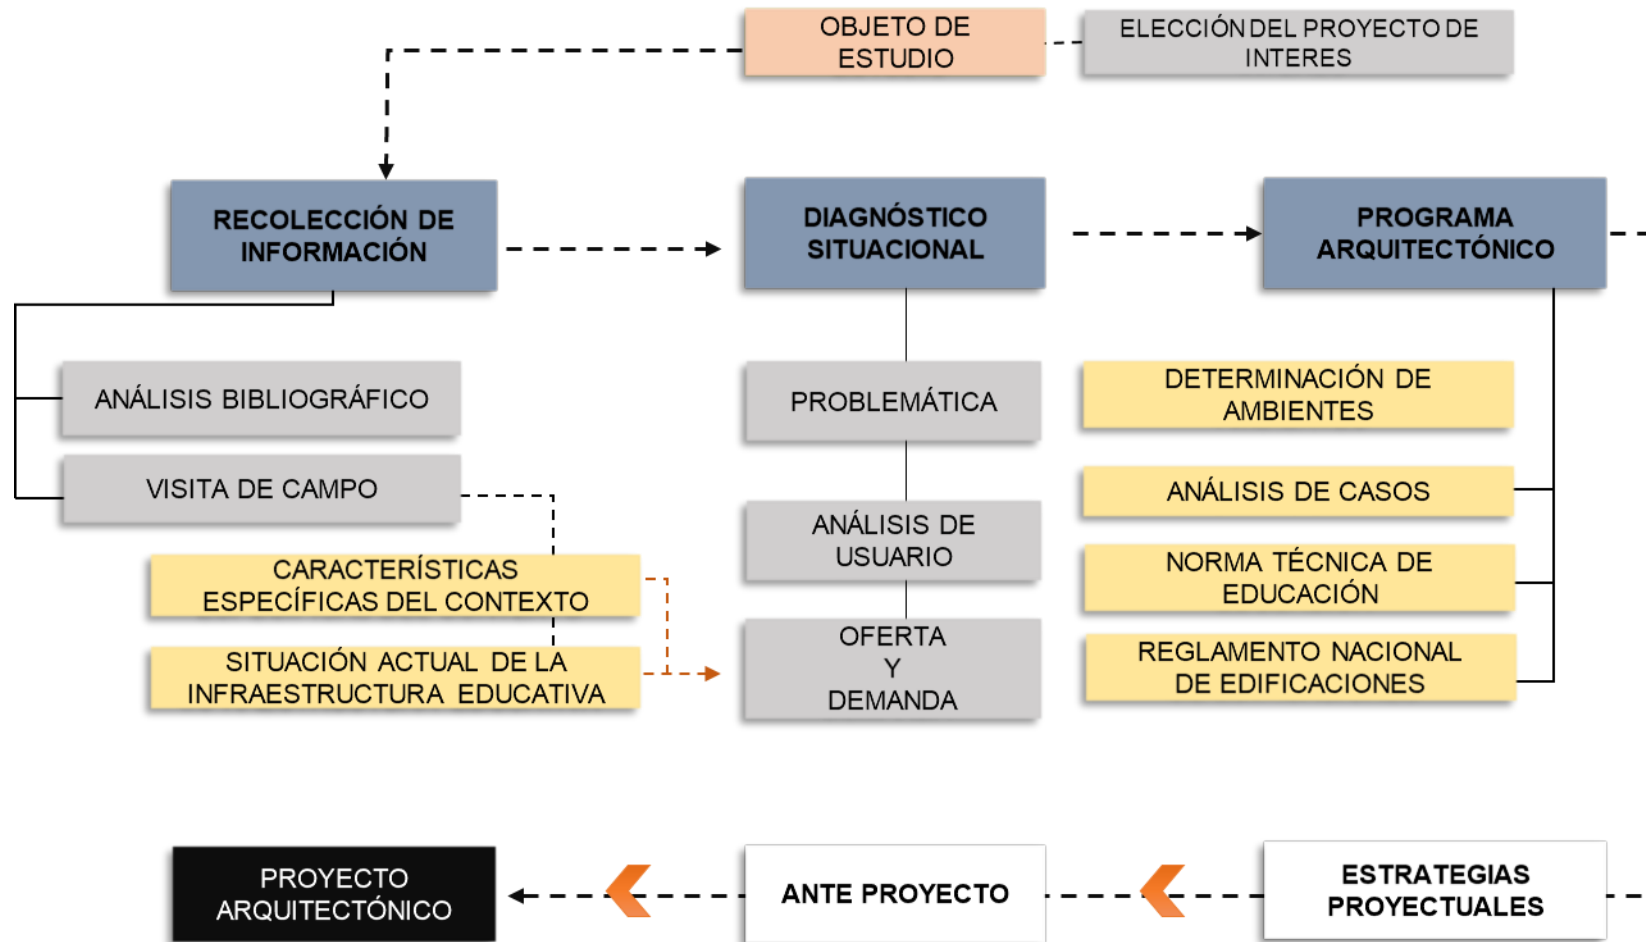 OBJETO DE
ESTUDIO
ELECCIÓN DEL PROYECTO DE
INTERES
RECOLECCIÓN DE
INFORMACIÓN
DIAGNÓSTICO
SITUACIONAL
PROGRAMA
ARQUITECTÓNICO
ANÁLISIS BIBLIOGRÁFICO
VISITA DE CAMPO
CARACTERÍSTICAS
ESPECÍFICAS DEL CONTEXTO
SITUACIÓN ACTUAL DE LA
INFRAESTRUCTURA EDUCATIVA
PROBLEMÁTICA
ANÁLISIS DE
USUARIO
OFERTA
Y
DEMANDA
DETERMINACIÓN DE
AMBIENTES
ANÁLISIS DE CASOS
NORMA TÉCNICA DE
EDUCACIÓN
REGLAMENTO NACIONAL
DE EDIFICACIONES
PROYECTO
ARQUITECTÓNICO
ANTE PROYECTO
ESTRATEGIAS
PROYECTUALES